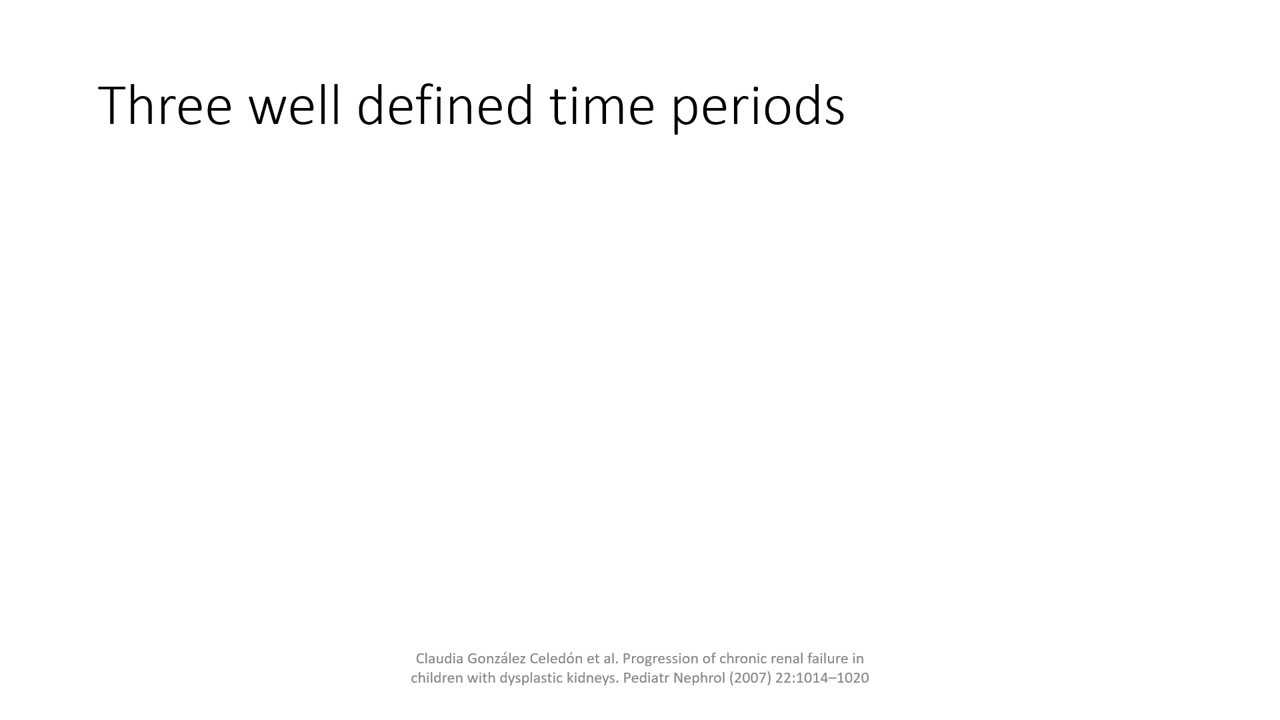 Three well defined time periods
Claudia González Celedón et al. Progression of chronic renal failure in
children with dysplastic kidneys. Pediatr Nephrol (2007) 22:1014–1020